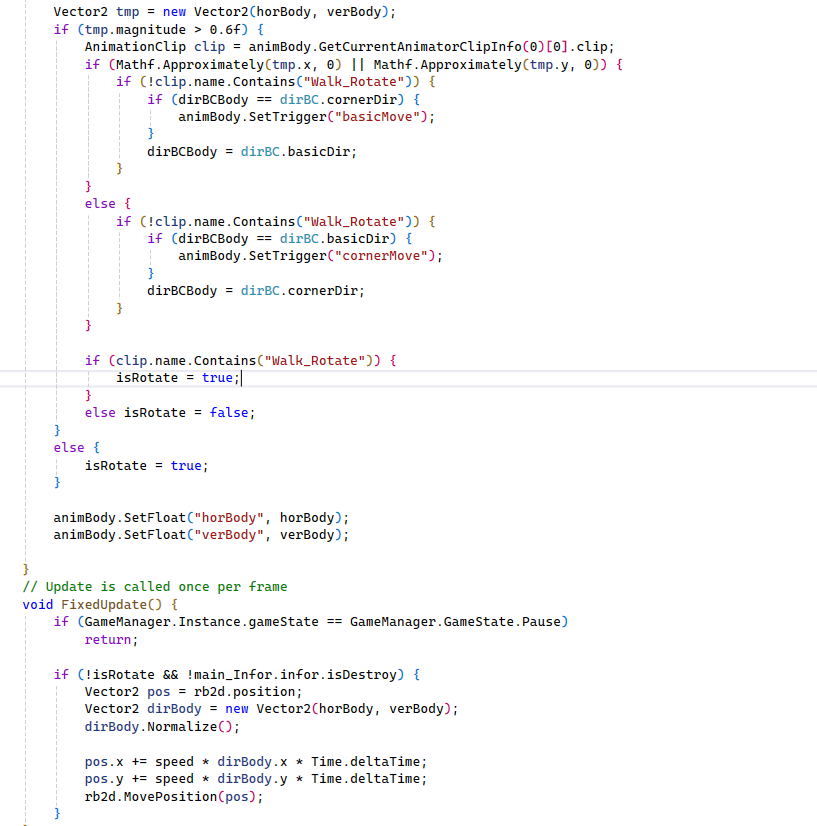 Vector2 tmp = new Vector2(horBody, verBody);
if (tmp.magnitude > 0.6f) {
AnimationClip clip = animBody.GetCurrentAnimatorClipInfo(0)[0].clip;
if (Mathf.Approximately(tmp.x, 0) || Mathf.Approximately(tmp.y, 0)) {
if (!clip.name.Contains("Walk_Rotate")) {
if (dirBCBody == dirBC.cornerDir) {
animBody.SetTrigger("basicMove");
}
dirBCBody = dirBC.basicDir;
}
}
else {
if (!clip.name.Contains("Walk_Rotate")) {
if (dirBCBody == dirBC.basicDir) {
animBody.SetTrigger("cornerMove");
}
dirBCBody = dirBC.cornerDir;
}
}
if (clip.name.Contains("Walk_Rotate")) {
isRotate = true;
}
else isRotate = false;
}
else {
isRotate = true;
}
animBody.SetFloat("horBody", horBody);
animBody.SetFloat("verBody", verBody);
}
// Update is called once per frame
void FixedUpdate() {
if (GameManager.Instance.gameState == GameManager.GameState.Pause)
return;
if (!isRotate && !main_Infor.infor.isDestroy) {
Vector2 pos = rb2d.position;
Vector2 dirBody = new Vector2(horBody, verBody);
dirBody.Normalize();
pos.x += speed * dirBody.x * Time.deltaTime;
pos.y += speed * dirBody.y * Time.deltaTime;
rb2d.MovePosition(pos);
}